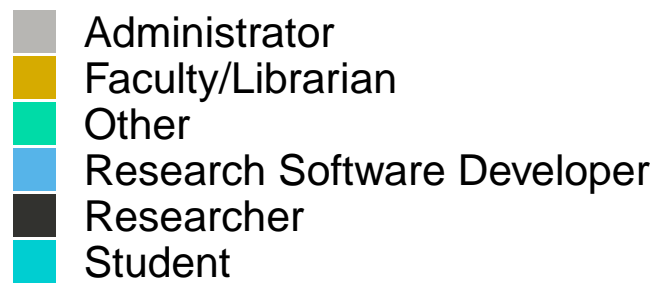 Administrator
Faculty/Librarian
Other
Research Software Developer
Researcher
Student